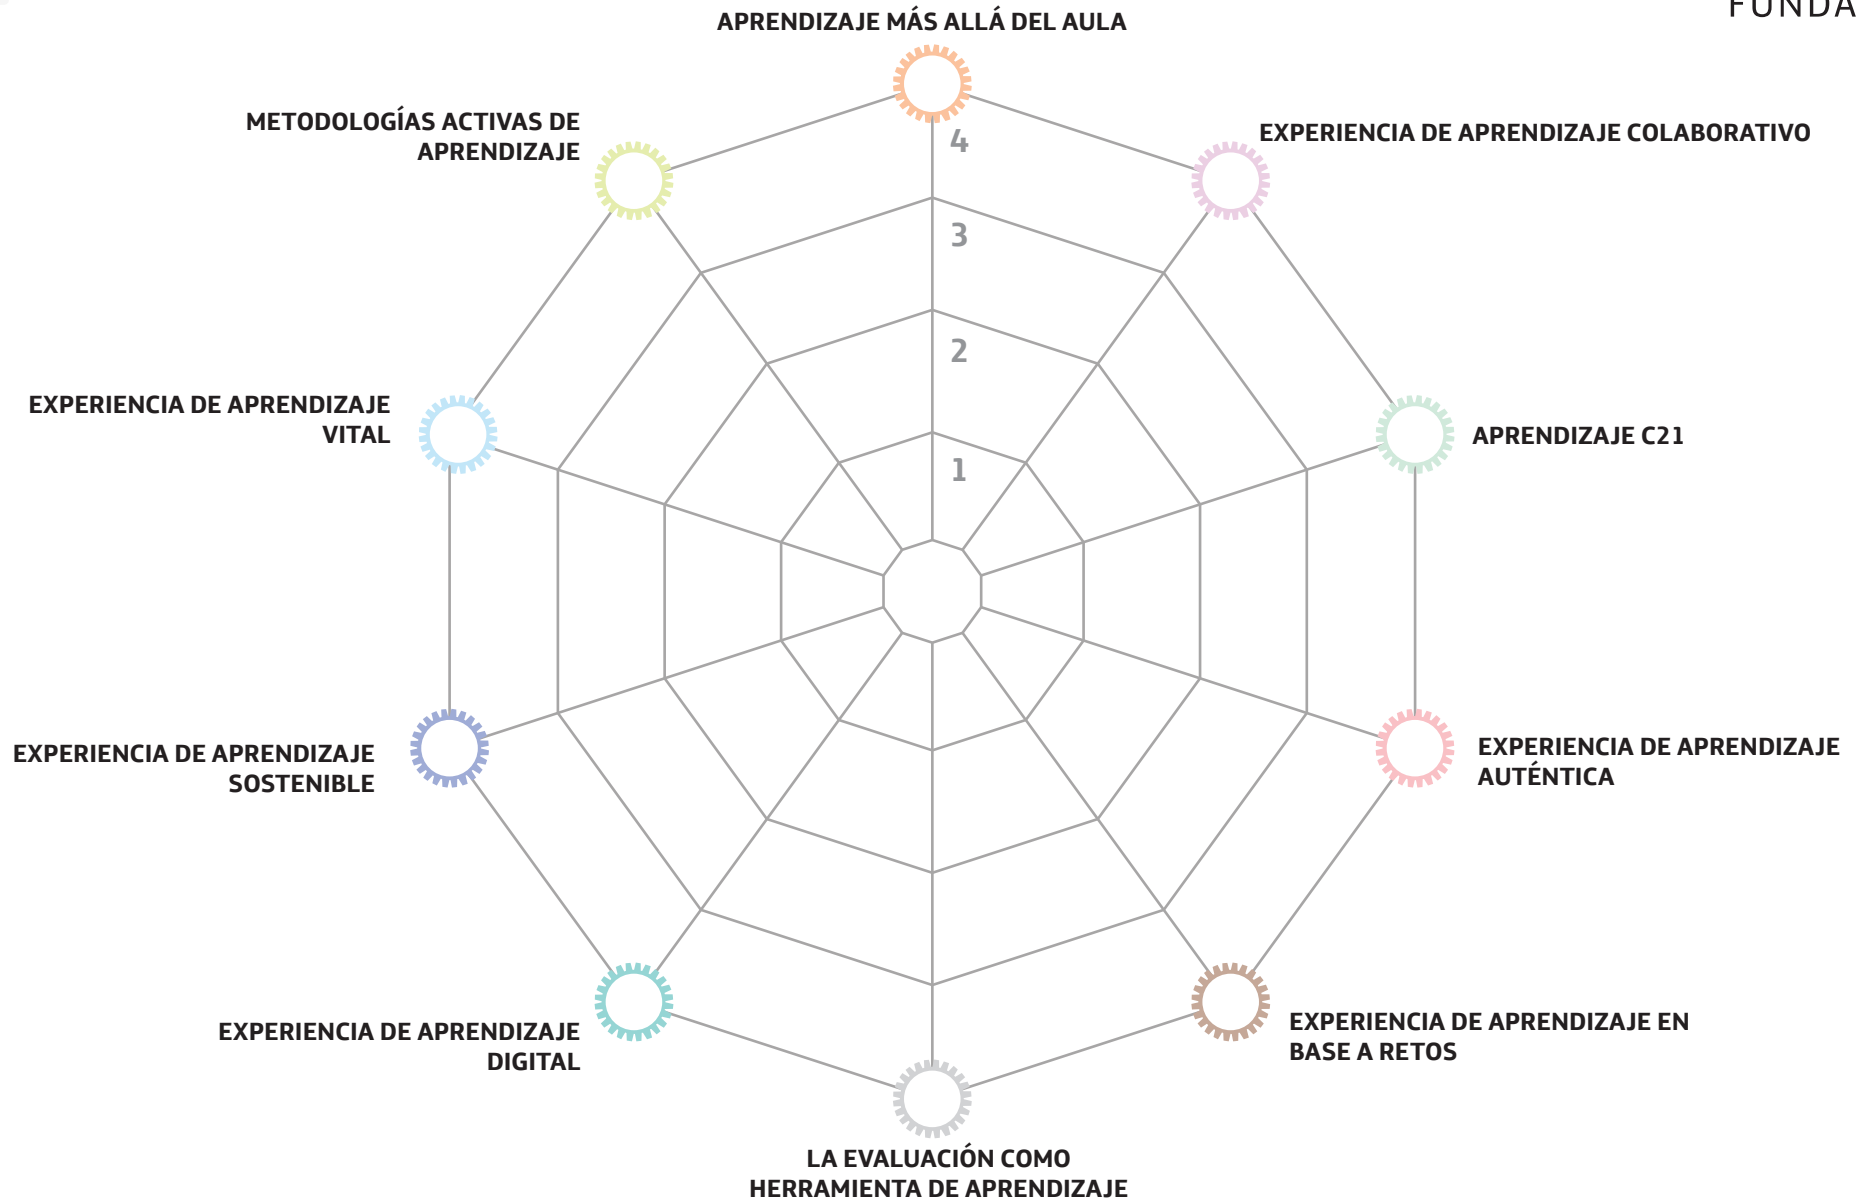 FUNDA
APRENDIZAJE MÁS ALLÁ DEL AULA
METODOLOGÍAS ACTIVAS DE
APRENDIZAJE
EXPERIENCIA DE APRENDIZAJE COLABORATIVO
4
3
2
1
EXPERIENCIA DE APRENDIZAJE
VITAL
APRENDIZAJE C21
EXPERIENCIA DE APRENDIZAJE
SOSTENIBLE
EXPERIENCIA DE APRENDIZAJE
AUTÉNTICA
EXPERIENCIA DE APRENDIZAJE
DIGITAL
EXPERIENCIA DE APRENDIZAJE EN
BASE A RETOS
LA EVALUACIÓN COMO
HERRAMIENTA DE APRENDIZAJE